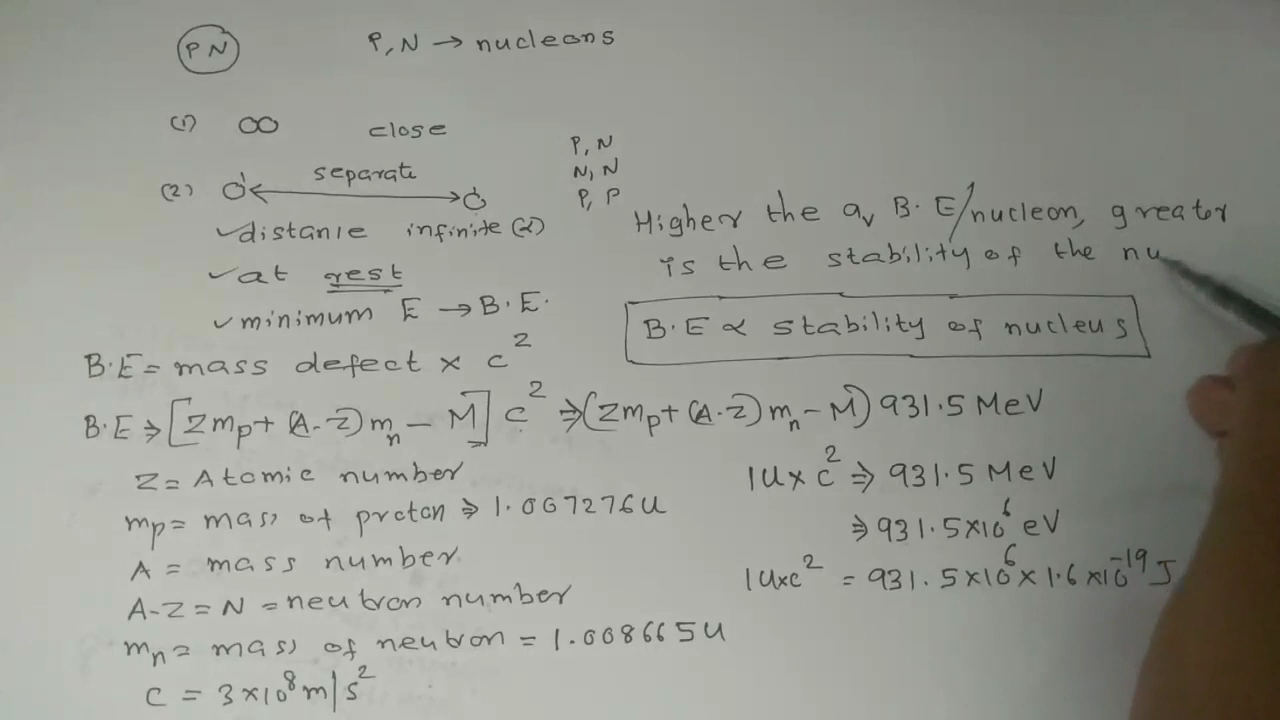 PN
P, N → nucleons
(1) ∞ close
P, N
(2) separate
N, N
P, P
✓distanie infinite (α)
✓at rest
✓minimum E → B.E.
Higher the av B.E/nucleon, greater
is the stability of the nu
B.E ∝ stability of nucleus
B.E = mass defect × c²
B.E ⇒ [Zmp + (A-Z) mn - M] c² ⇒ (Zmp + (A-Z) mn - M) 931.5 MeV
Z = Atomic number
mp = mass of proton ⇒ 1.007276U
A = mass number
A-Z = N = neutron number
mn = mass of neutron = 1.008665U
C = 3×10⁸ m/s²
1U×C² ⇒ 931.5 MeV
⇒ 931.5×10⁶ eV
1U×c² = 931.5×10⁶×1.6×10⁻¹⁹J